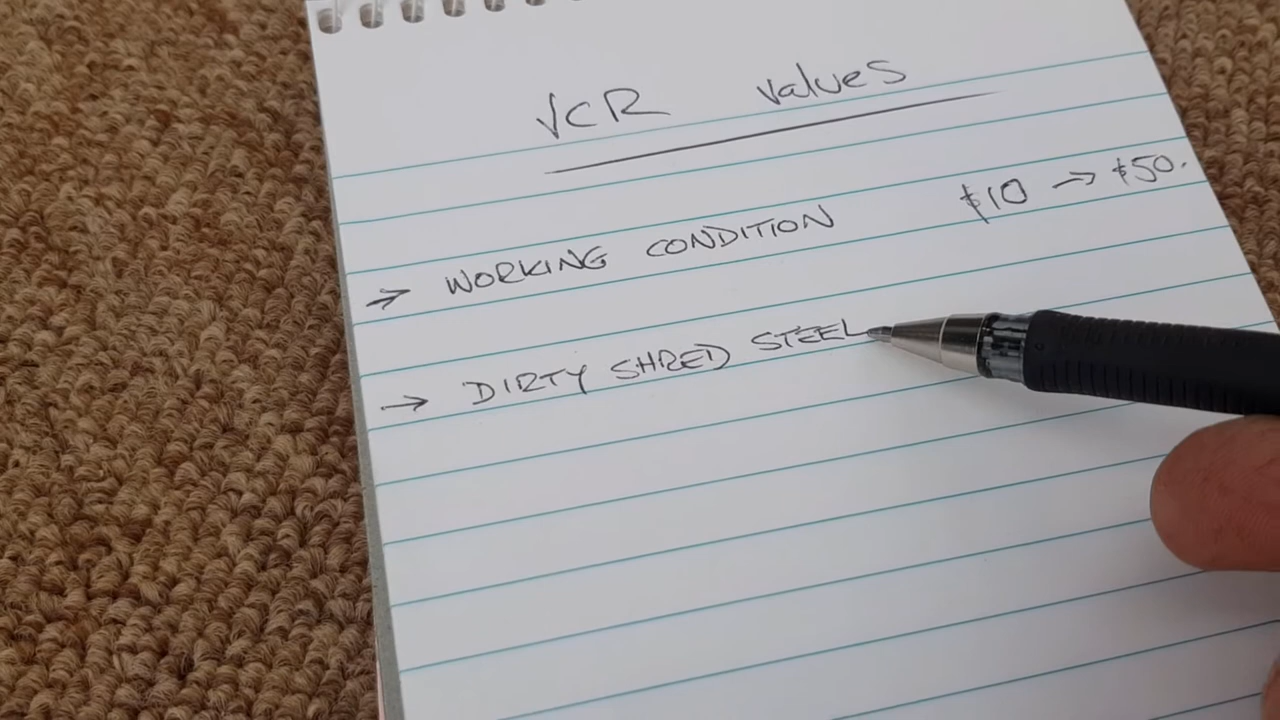 VCR values
→ WORKING CONDITION $10 → $50.
→ DIRTY SHRED STEEL